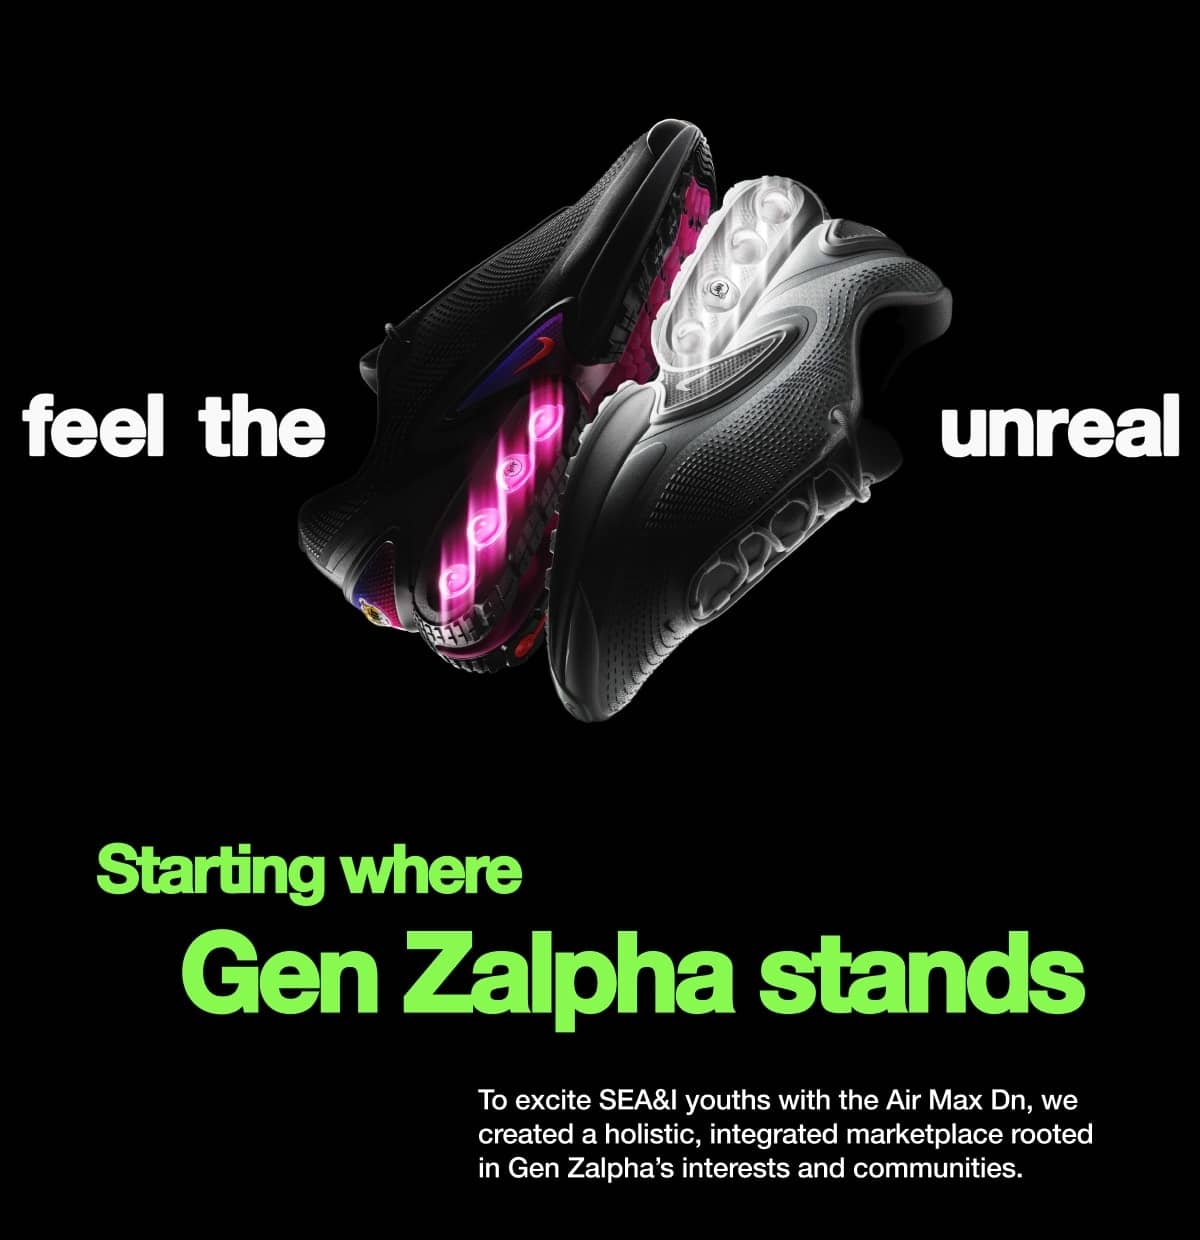 feel the unreal
Starting where
Gen Zalpha stands
To excite SEA&I youths with the Air Max Dn, we
created a holistic, integrated marketplace rooted
in Gen Zalpha’s interests and communities.